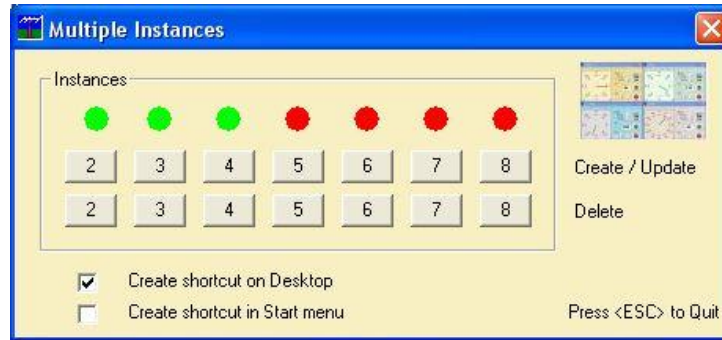 Multiple Instances
Instances
2 3 4 5 6 7 8 Create / Update
2 3 4 5 6 7 8 Delete
Create shortcut on Desktop
Create shortcut in Start menu Press <ESC> to Quit